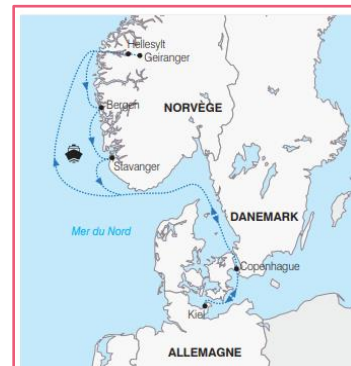 Hellesylt
Geiranger
NORVÈGE
Bergen
Stavanger
Mer du Nord
DANEMARK
Copenhague
Kiel
ALLEMAGNE